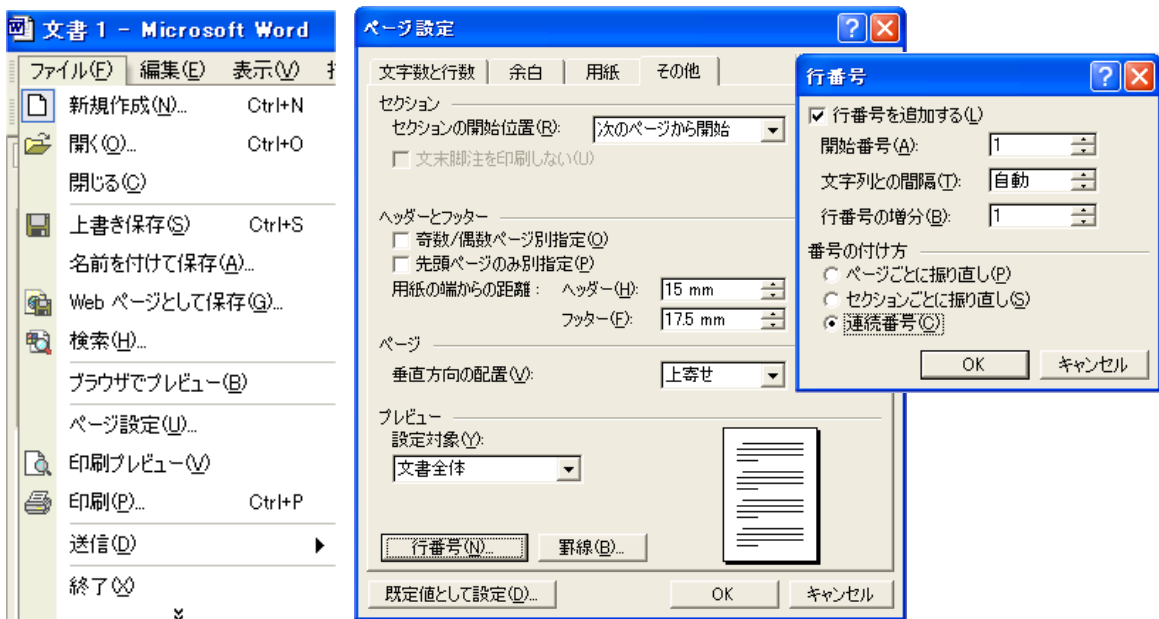 文書 1 - Microsoft Word
ファイル(F) 編集(E) 表示(V)
新規作成(N)... Ctrl+N
開く(O)... Ctrl+O
閉じる(C)
上書き保存(S) Ctrl+S
名前を付けて保存(A)...
Web ページとして保存(G)...
検索(H)...
ブラウザでプレビュー(B)
ページ設定(U)...
印刷プレビュー(V)
印刷(P)... Ctrl+P
送信(D)
終了(X)
ページ設定
文字数と行数 余白 用紙 その他
セクション
セクションの開始位置(R): 次のページから開始
文末脚注を印刷しない(U)
ヘッダーとフッター
奇数/偶数ページ別指定(O)
先頭ページのみ別指定(P)
用紙の端からの距離: ヘッダー(H): 15 mm
フッター(F): 17.5 mm
ページ
垂直方向の配置(V): 上寄せ
プレビュー
設定対象(Y):
文書全体
行番号(N)... 罫線(B)...
既定値として設定(D)... OK キャンセル
行番号
行番号を追加する(L)
開始番号(A): 1
文字列との間隔(T): 自動
行番号の増分(B): 1
番号の付け方
ページごとに振り直し(P)
セクションごとに振り直し(S)
連続番号(C)
OK キャンセル